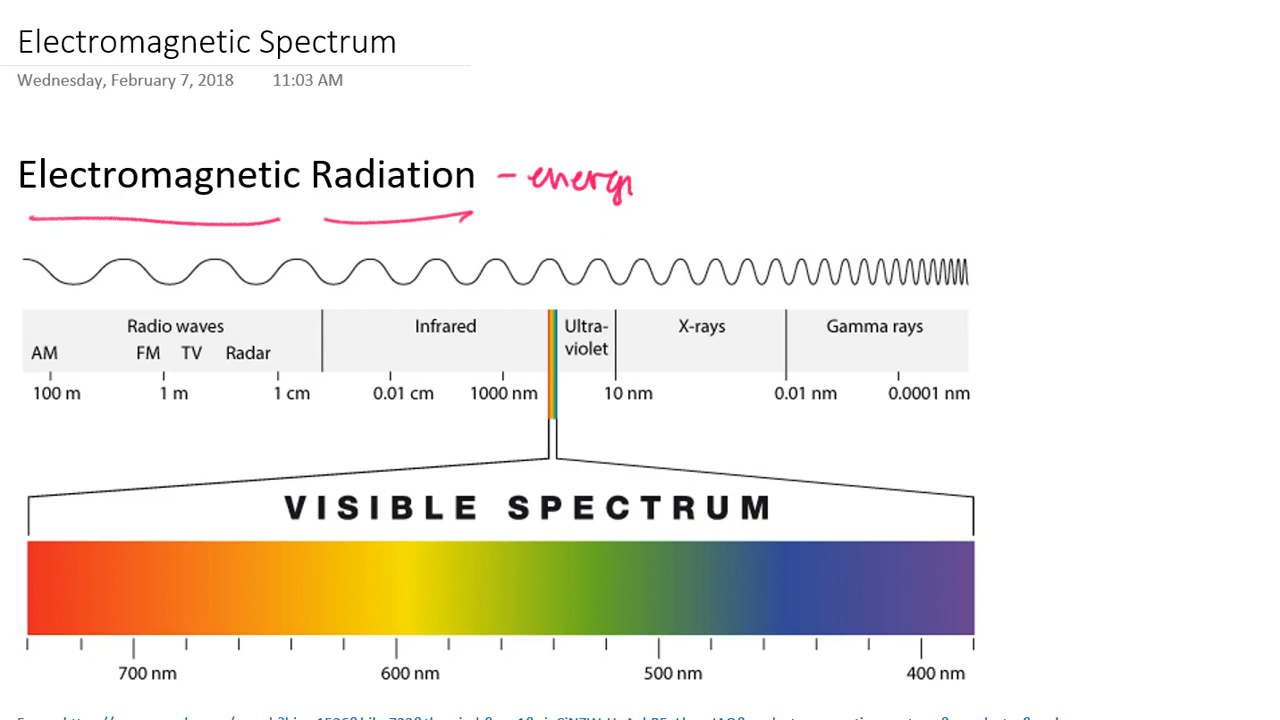 Electromagnetic Spectrum
Wednesday, February 7, 2018 11:03 AM
Electromagnetic Radiation - energ
Radio waves Infrared Ultra-violet X-rays Gamma rays
AM FM TV Radar
100 m 1 m 1 cm 0.01 cm 1000 nm 10 nm 0.01 nm 0.0001 nm
VISIBLE SPECTRUM
700 nm 600 nm 500 nm 400 nm